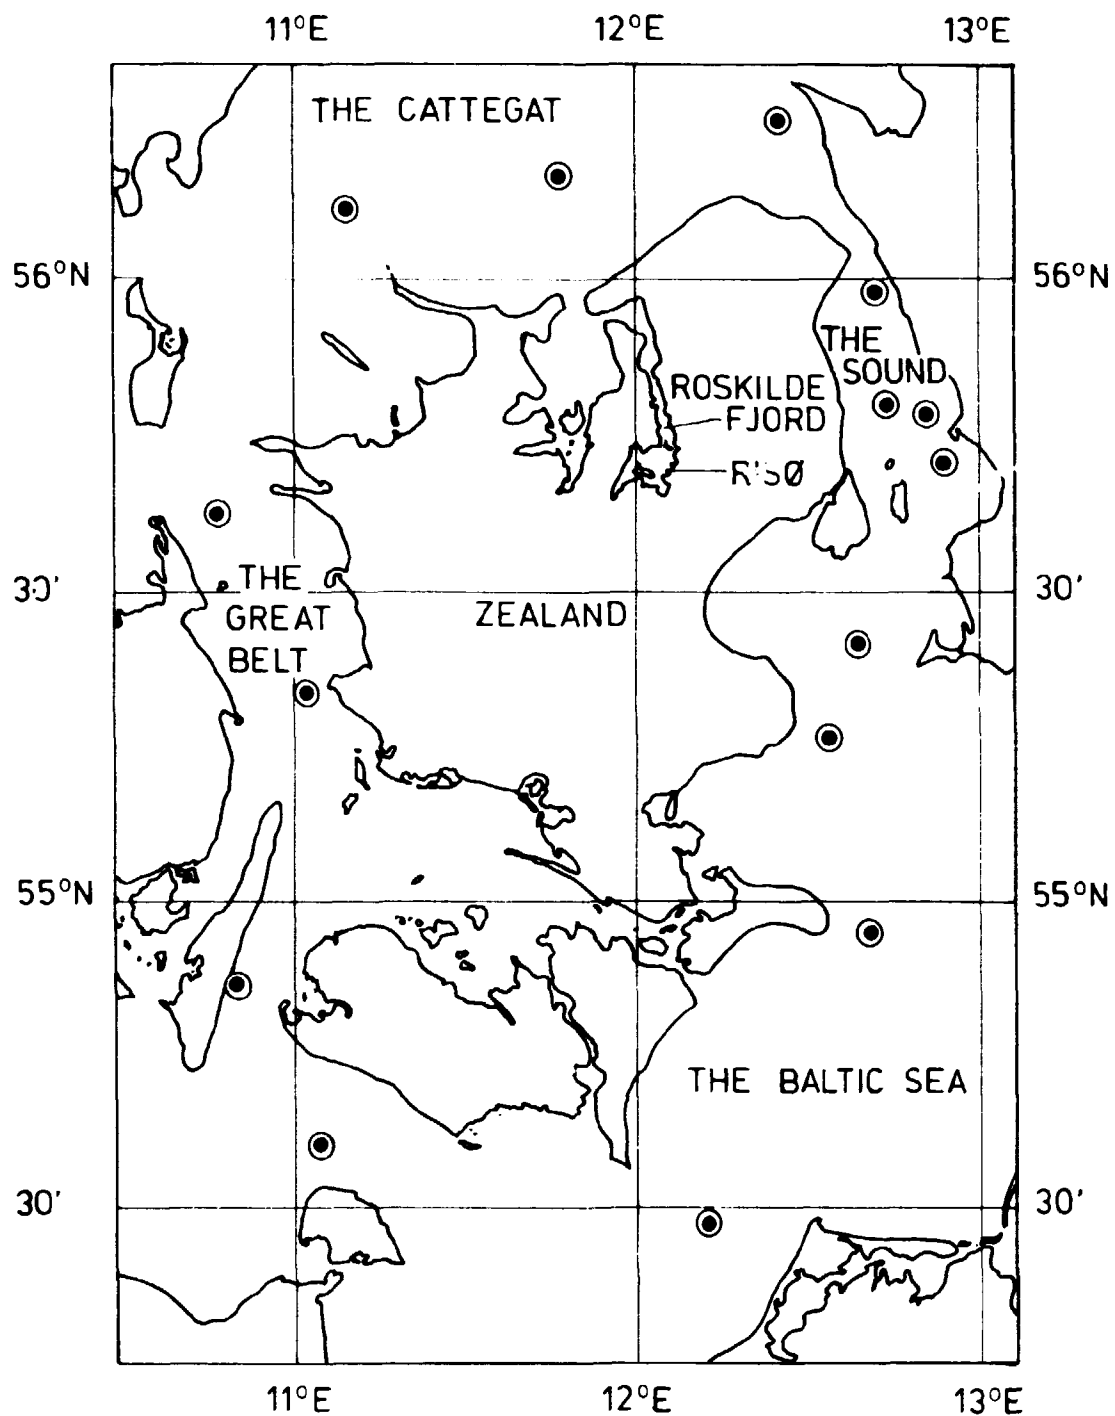 11°E 12°E 13°E
THE CATTEGAT
56°N 56°N
THE
SOUND
ROSKILDE
FJORD
RISØ
THE
30' 30'
GREAT
ZEALAND
BELT
55°N 55°N
THE BALTIC SEA
30' 30'
11°E 12°E 13°E